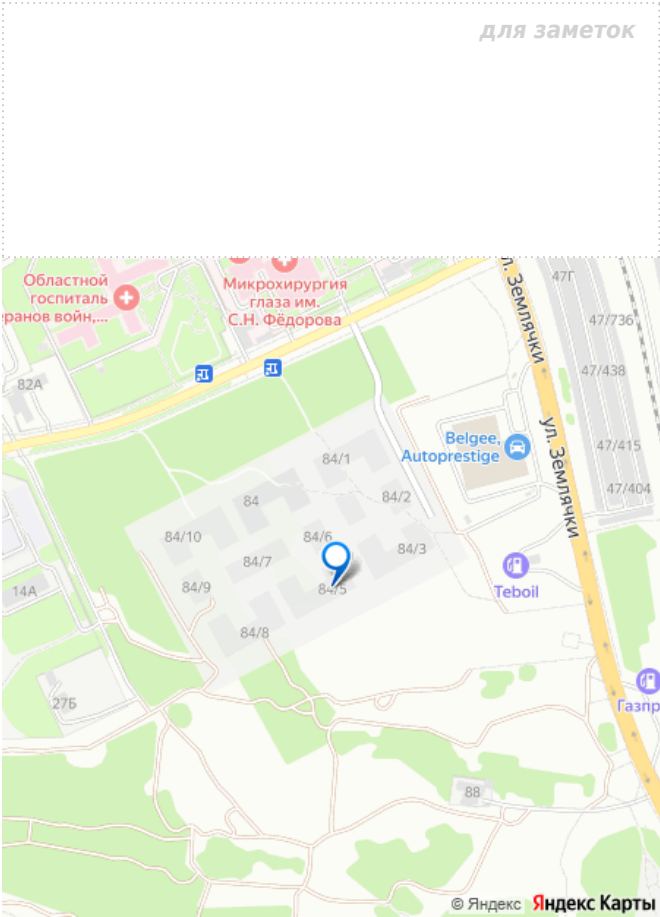 для заметок
Областной
госпиталь
еранов войн,...
Микрохирургия
глаза им.
С.Н. Фёдорова
ул. Землячки
47Г
47/736
47/438
82А
47/415
84/1
Belgee,
Autoprestige
ул. Землячки
47/404
84
84/2
84/10
84/6
84/3
84/7
84/9
84/5
Teboil
14А
84/8
27Б
Газпр
88
© Яндекс Яндекс Карты